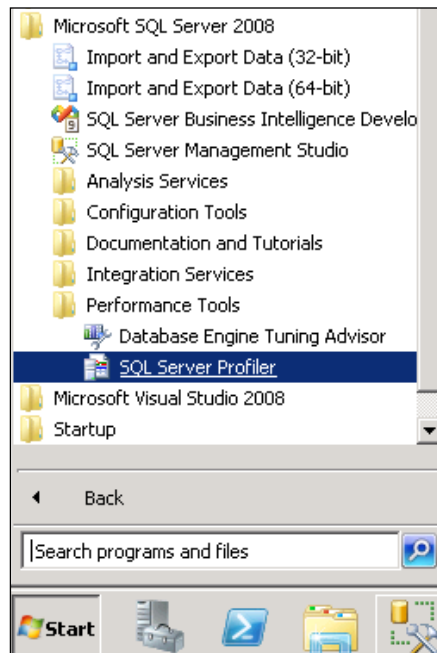 Microsoft SQL Server 2008
Import and Export Data (32-bit)
Import and Export Data (64-bit)
SQL Server Business Intelligence Develo
SQL Server Management Studio
Analysis Services
Configuration Tools
Documentation and Tutorials
Integration Services
Performance Tools
Database Engine Tuning Advisor
SQL Server Profiler
Microsoft Visual Studio 2008
Startup
Back
Search programs and files
Start